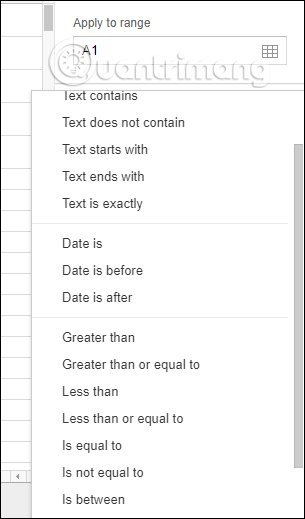 Apply to range
A1
Quantrimang
Text contains
Text does not contain
Text starts with
Text ends with
Text is exactly
Date is
Date is before
Date is after
Greater than
Greater than or equal to
Less than
Less than or equal to
Is equal to
Is not equal to
Is between